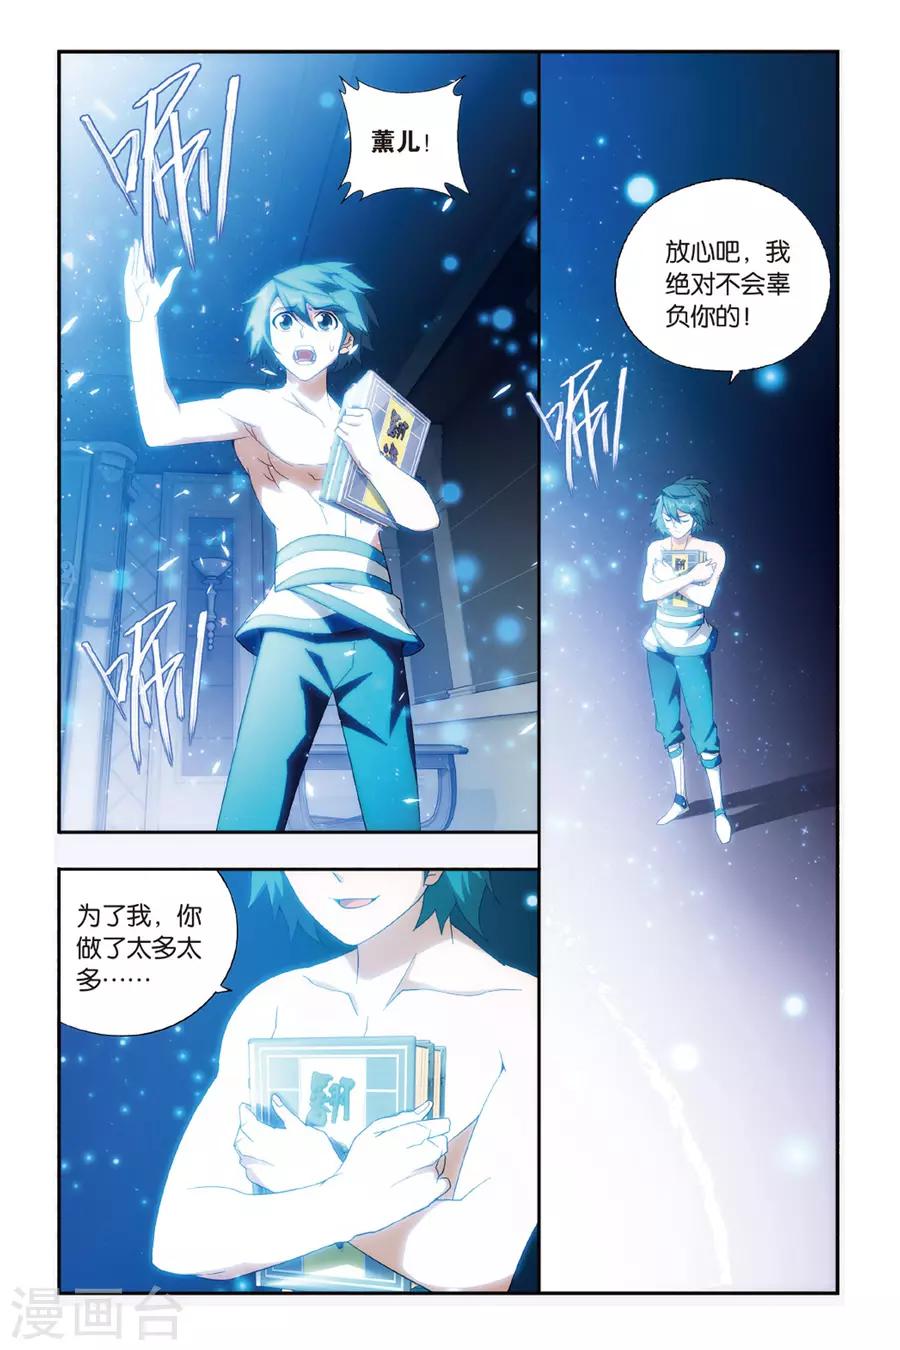 唰
薰儿！
唰
为了我，你
做了太多太
多……
翔
放心吧，我
绝对不会辜
负你的！
唰
漫画台